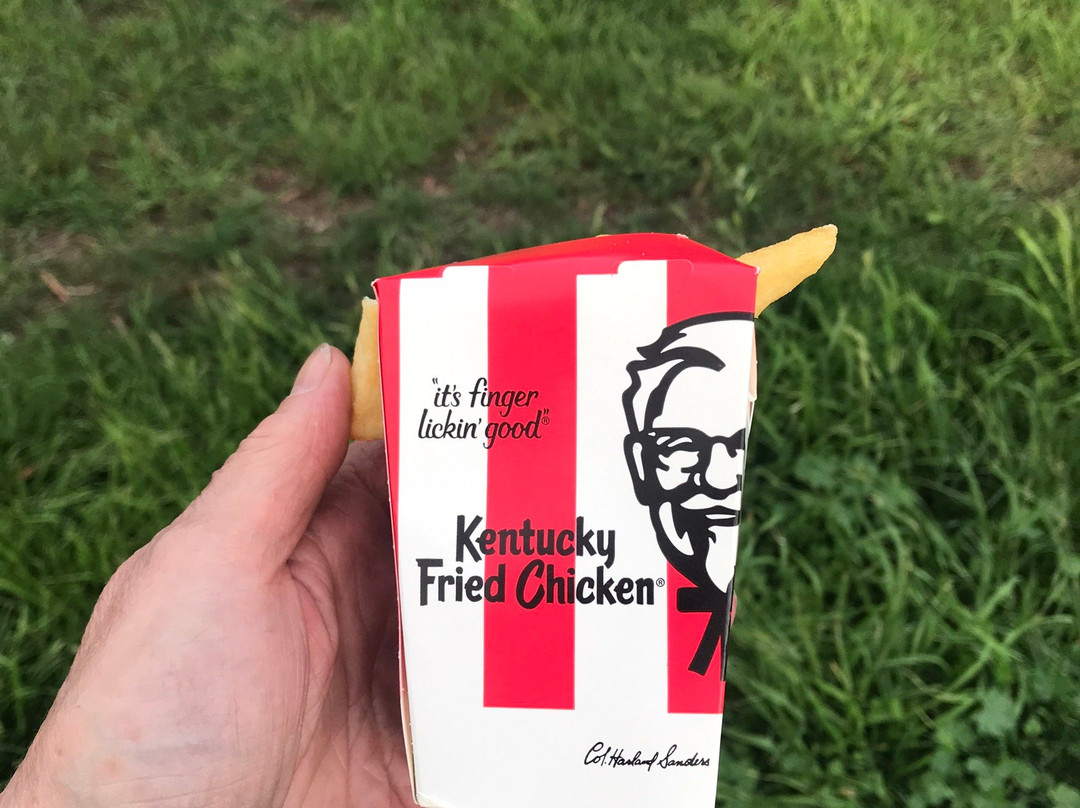 "it's finger
lickin' good"®
Kentucky
Fried Chicken®
Col. Harland Sanders